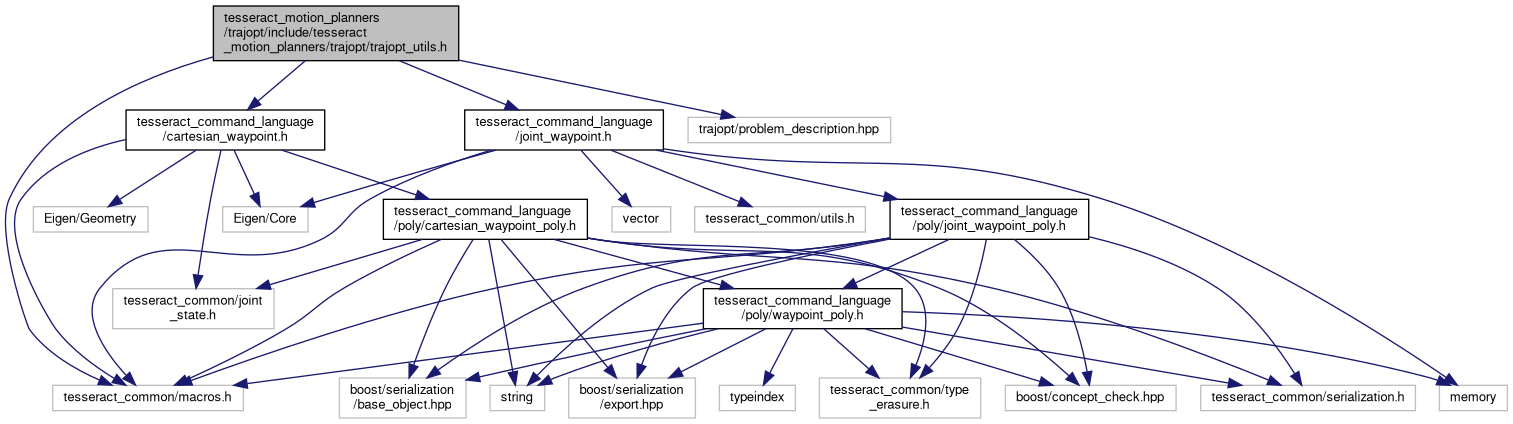 tesseract_motion_planners
/trajopt/include/tesseract
_motion_planners/trajopt/trajopt_utils.h
tesseract_command_language
/cartesian_waypoint.h
tesseract_command_language
/joint_waypoint.h
trajopt/problem_description.hpp
Eigen/Geometry
Eigen/Core
tesseract_command_language
/poly/cartesian_waypoint_poly.h
vector
tesseract_common/utils.h
tesseract_command_language
/poly/joint_waypoint_poly.h
tesseract_common/joint
_state.h
tesseract_command_language
/poly/waypoint_poly.h
tesseract_common/macros.h
boost/serialization
/base_object.hpp
string
boost/serialization
/export.hpp
typeindex
tesseract_common/type
_erasure.h
boost/concept_check.hpp
tesseract_common/serialization.h
memory